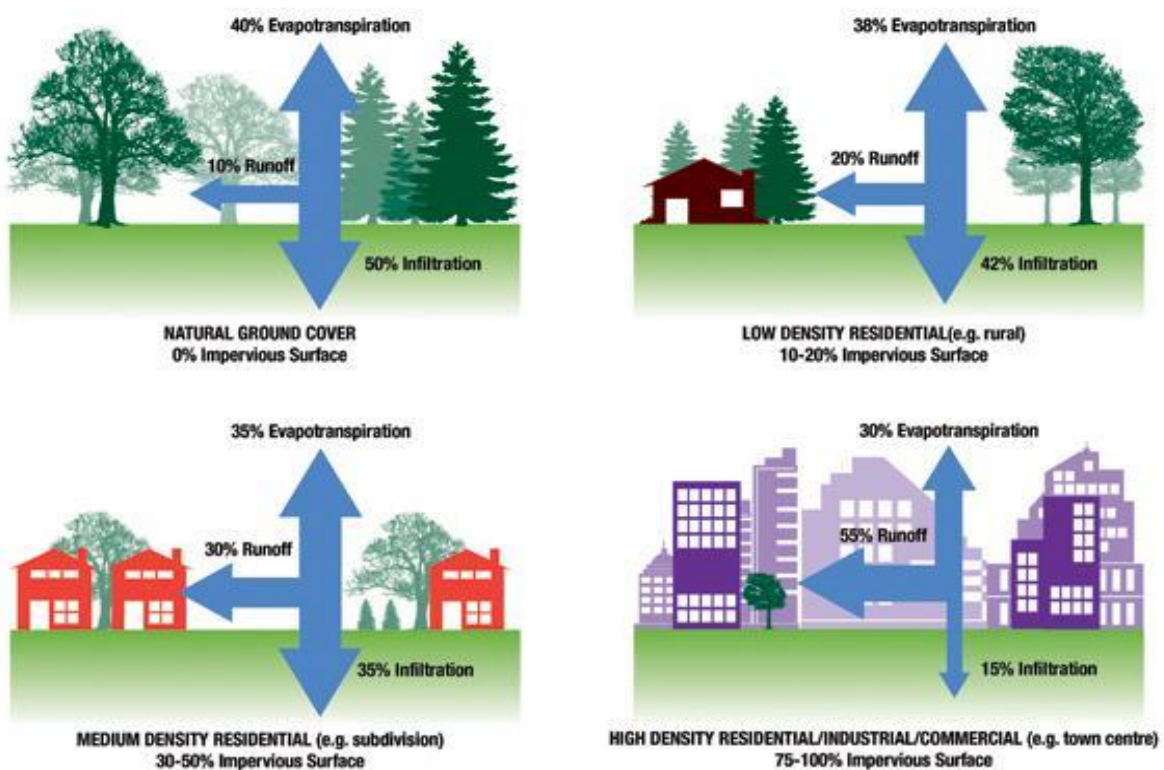 40% Evapotranspiration
10% Runoff
50% Infiltration
NATURAL GROUND COVER
0% Impervious Surface
38% Evapotranspiration
20% Runoff
42% Infiltration
LOW DENSITY RESIDENTIAL(e.g. rural)
10-20% Impervious Surface
35% Evapotranspiration
30% Runoff
35% Infiltration
MEDIUM DENSITY RESIDENTIAL (e.g. subdivision)
30-50% Impervious Surface
30% Evapotranspiration
55% Runoff
15% Infiltration
HIGH DENSITY RESIDENTIAL/INDUSTRIAL/COMMERCIAL (e.g. town centre)
75-100% Impervious Surface